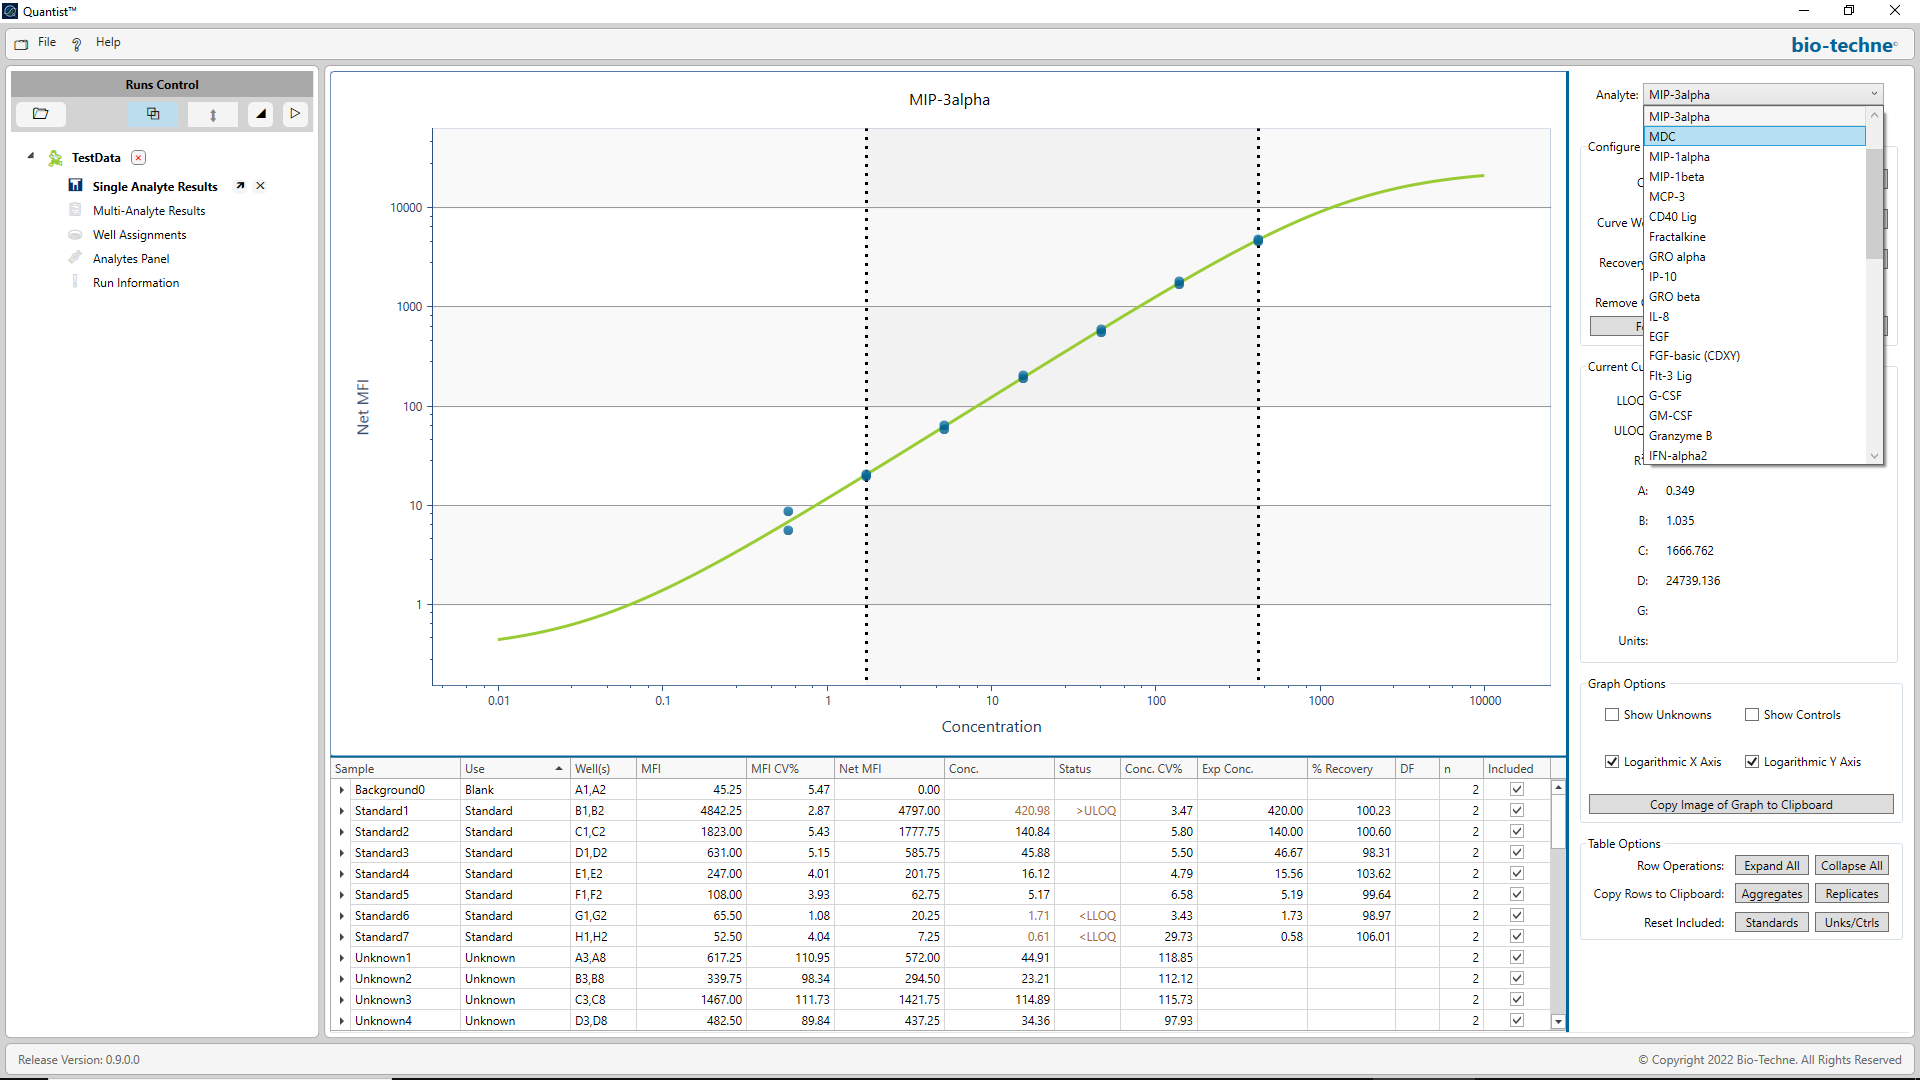 Quantist™
File ? Help
bio-techne®
Runs Control
TestData
Single Analyte Results
Multi-Analyte Results
Well Assignments
Analytes Panel
Run Information
MIP-3alpha
Net MFI
10000
1000
100
10
1
0.01 0.1 1 10 100 1000 10000
Concentration
Analyte: MIP-3alpha
MIP-3alpha
MDC
MIP-1alpha
MIP-1beta
MCP-3
CD40 Lig
Fractalkine
GRO alpha
IP-10
GRO beta
IL-8
EGF
FGF-basic (CDXY)
Flt-3 Lig
G-CSF
GM-CSF
Granzyme B
IFN-alpha2
Configure
Curve
Recovery
Remove
Current
A: 0.349
B: 1.035
C: 1666.762
D: 24739.136
G:
Units:
Graph Options
Show Unknowns Show Controls
Logarithmic X Axis Logarithmic Y Axis
Copy Image of Graph to Clipboard
Table Options
Row Operations: Expand All Collapse All
Copy Rows to Clipboard: Aggregates Replicates
Reset Included: Standards Unks/Ctrls
Sample Use Well(s) MFI MFI CV% Net MFI Conc. Status Conc. CV% Exp Conc. % Recovery DF n Included
Background0 Blank A1,A2 45.25 5.47 0.00 2
Standard1 Standard B1,B2 4842.25 2.87 4797.00 420.98 >ULOQ 3.47 420.00 100.23 2
Standard2 Standard C1,C2 1823.00 5.43 1777.75 140.84 5.80 140.00 100.60 2
Standard3 Standard D1,D2 631.00 5.15 585.75 45.88 5.50 46.67 98.31 2
Standard4 Standard E1,E2 247.00 4.01 201.75 16.12 4.79 15.56 103.62 2
Standard5 Standard F1,F2 108.00 3.93 62.75 5.17 6.58 5.19 99.64 2
Standard6 Standard G1,G2 65.50 1.08 20.25 1.71 <LLOQ 3.43 1.73 98.97 2
Standard7 Standard H1,H2 52.50 4.04 7.25 0.61 <LLOQ 29.73 0.58 106.01 2
Unknown1 Unknown A3,A8 617.25 110.95 572.00 44.91 118.85 2
Unknown2 Unknown B3,B8 339.75 98.34 294.50 23.21 112.12 2
Unknown3 Unknown C3,C8 1467.00 111.73 1421.75 114.89 115.73 2
Unknown4 Unknown D3,D8 482.50 89.84 437.25 34.36 97.93 2
Release Version: 0.9.0.0
© Copyright 2022 Bio-Techne. All Rights Reserved